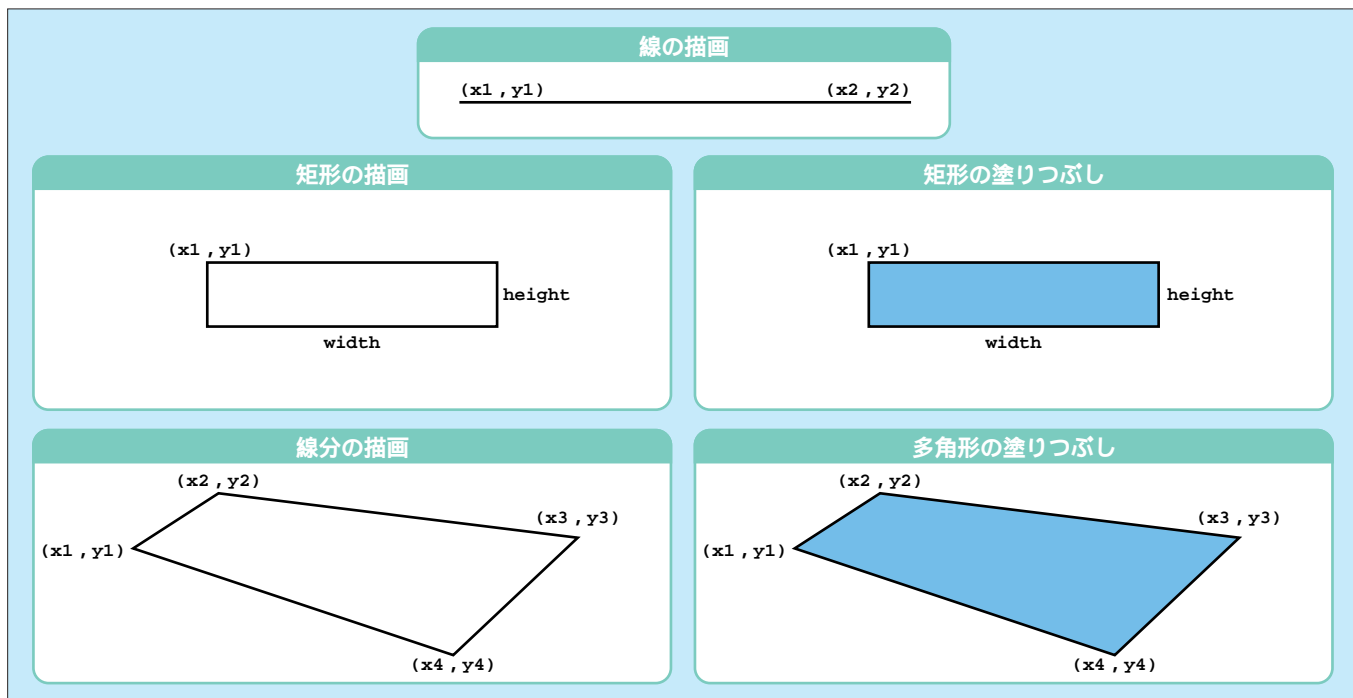 線の描画
(x1,y1) (x2,y2)
矩形の描画
(x1,y1)
height
width
矩形の塗りつぶし
(x1,y1)
height
width
線分の描画
(x2,y2)
(x3,y3)
(x1,y1)
(x4,y4)
多角形の塗りつぶし
(x2,y2)
(x3,y3)
(x1,y1)
(x4,y4)